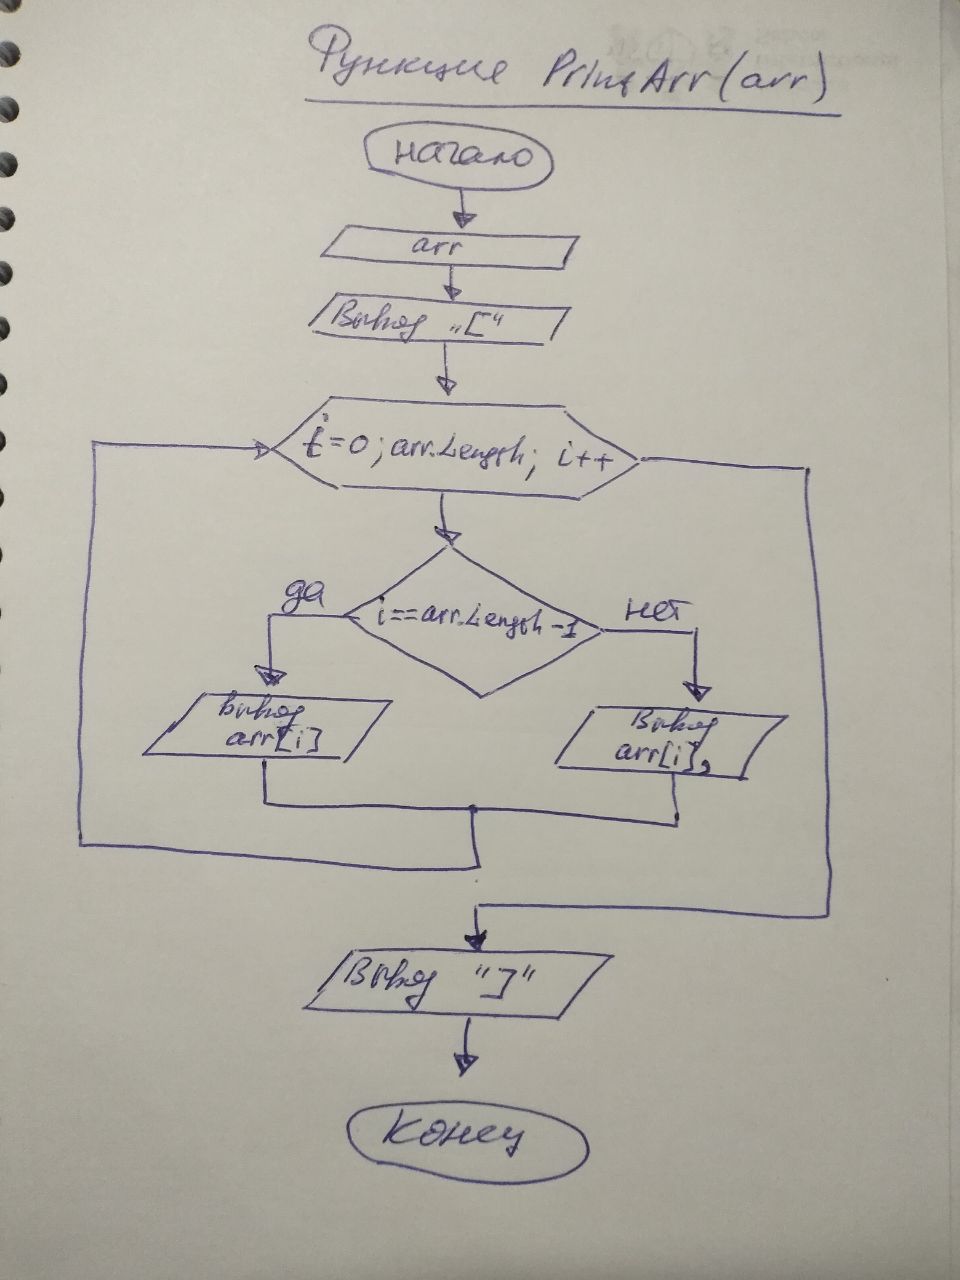 Функция PrintArr(arr)
начало
arr
Вывод „[“
i=0; arr.Length; i++
i==arr.Length-1
да
нет
вывод
arr[i]
Вывод
arr[i],
Вывод "]"
Конец